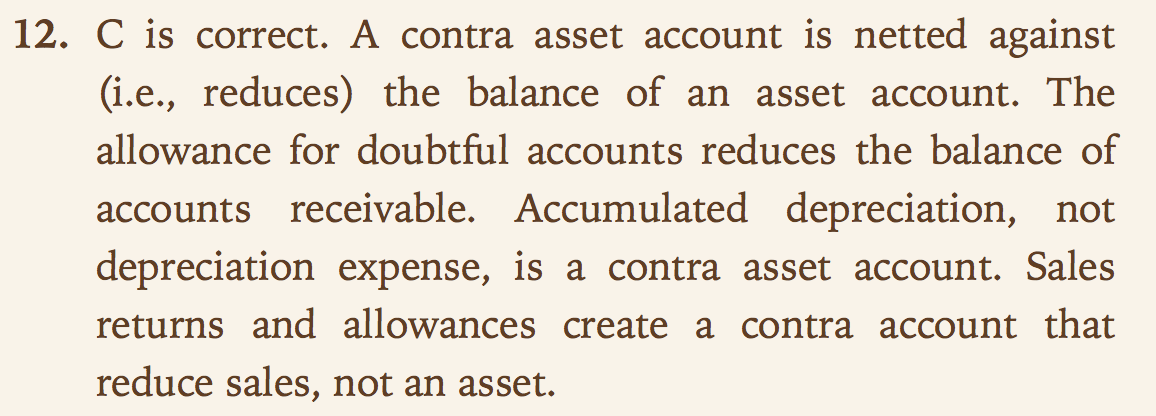 12. C is correct. A contra asset account is netted against
(i.e., reduces) the balance of an asset account. The
allowance for doubtful accounts reduces the balance of
accounts receivable. Accumulated depreciation, not
depreciation expense, is a contra asset account. Sales
returns and allowances create a contra account that
reduce sales, not an asset.